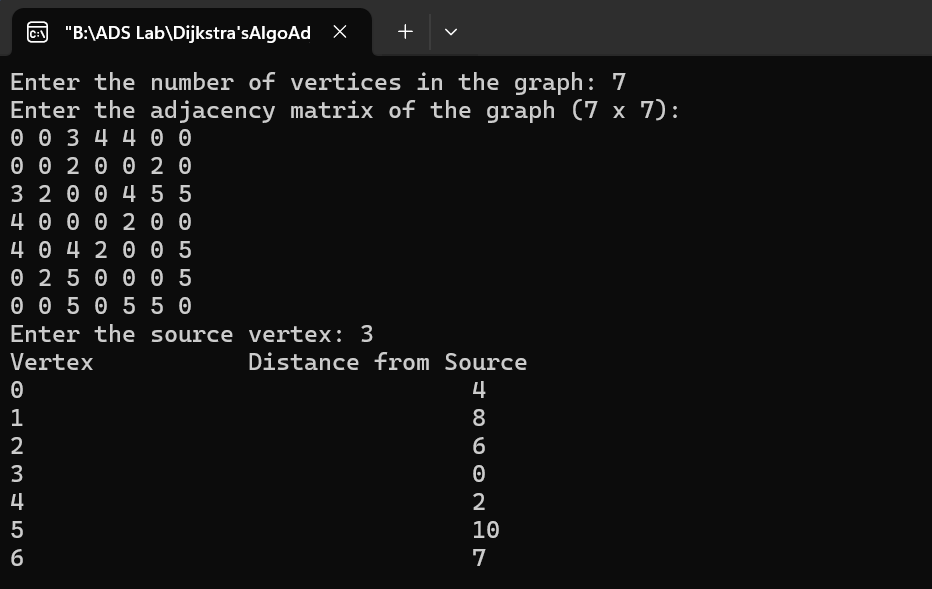 "B:\ADS Lab\Dijkstra'sAlgoAd
Enter the number of vertices in the graph: 7
Enter the adjacency matrix of the graph (7 x 7):
0 0 3 4 4 0 0
0 0 2 0 0 2 0
3 2 0 0 4 5 5
4 0 0 0 2 0 0
4 0 4 2 0 0 5
0 2 5 0 0 0 5
0 0 5 0 5 5 0
Enter the source vertex: 3
Vertex Distance from Source
0 4
1 8
2 6
3 0
4 2
5 10
6 7